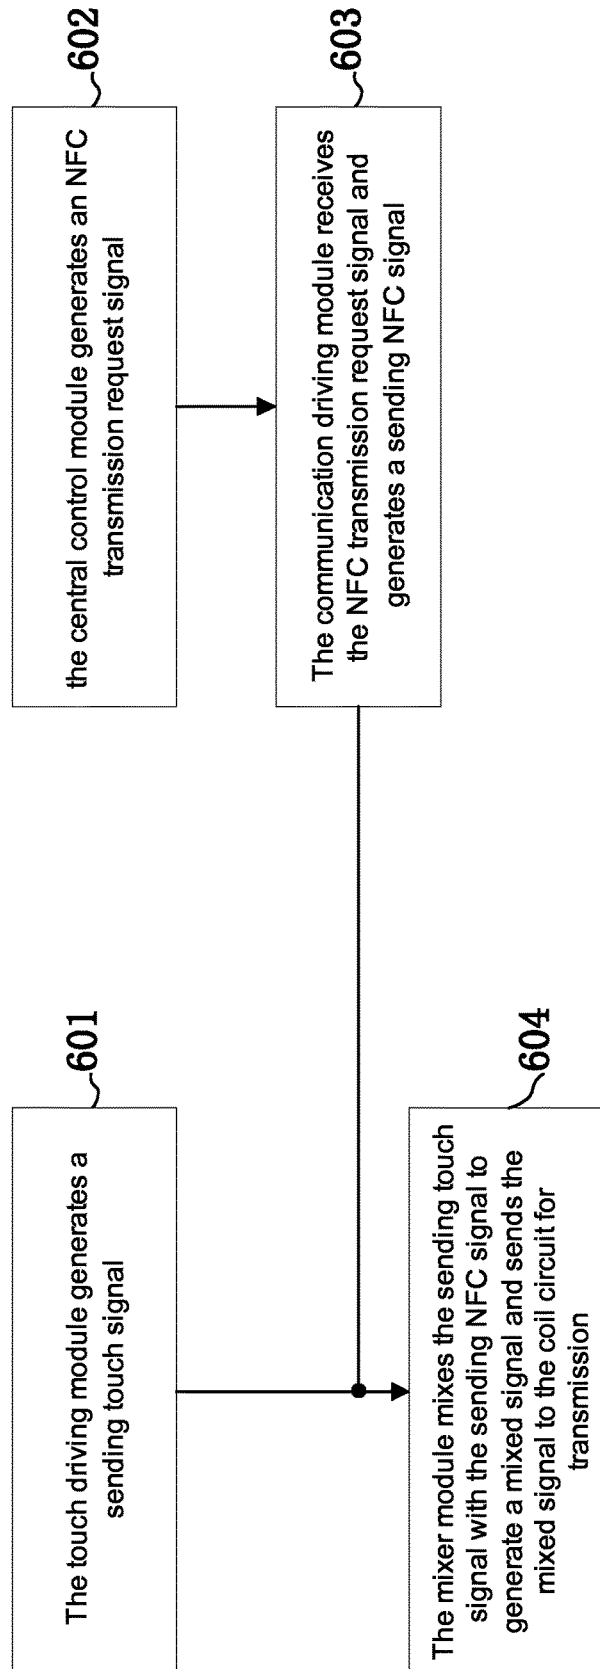 601
The touch driving module generates a
sending touch signal
602
the central control module generates an NFC
transmission request signal
603
The communication driving module receives
the NFC transmission request signal and
generates a sending NFC signal
604
The mixer module mixes the sending touch
signal with the sending NFC signal to
generate a mixed signal and sends the
mixed signal to the coil circuit for
transmission